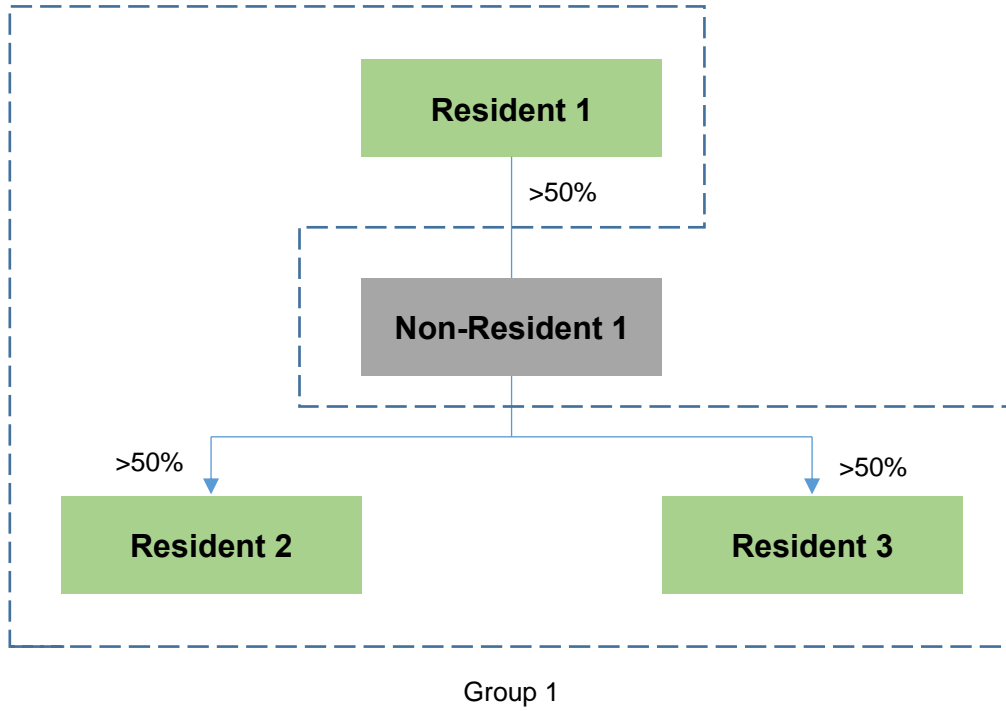 Resident 1
>50%
Non-Resident 1
>50%
>50%
Resident 2
Resident 3
Group 1